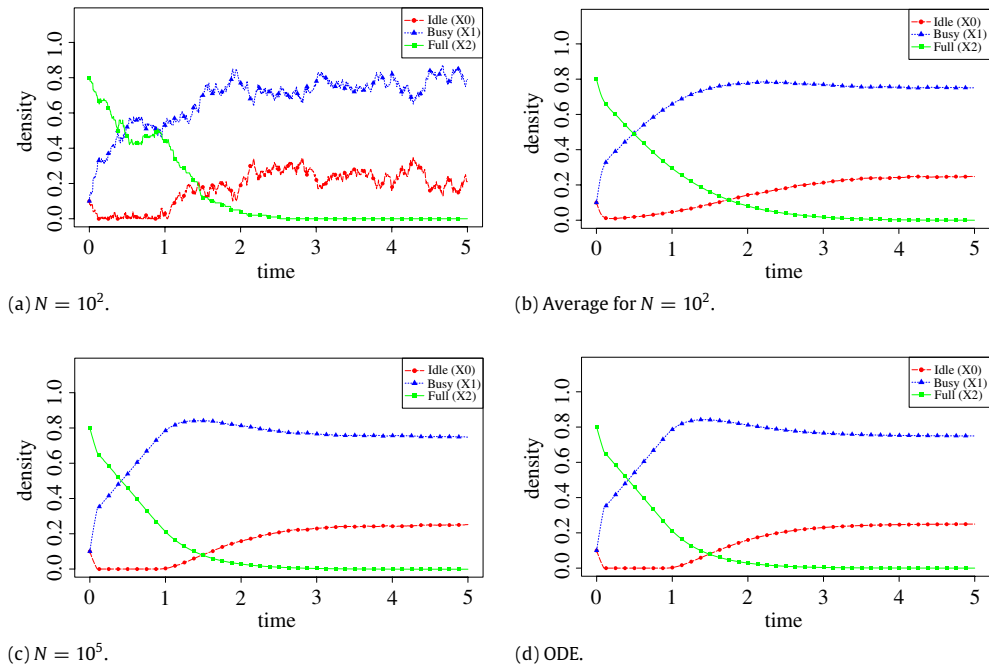 Idle (X0)
Busy (X1)
Full (X2)
density
0.0 0.2 0.4 0.6 0.8 1.0
0 1 2 3 4 5
time
(a) N = 10².
Idle (X0)
Busy (X1)
Full (X2)
density
0.0 0.2 0.4 0.6 0.8 1.0
0 1 2 3 4 5
time
(b) Average for N = 10².
Idle (X0)
Busy (X1)
Full (X2)
density
0.0 0.2 0.4 0.6 0.8 1.0
0 1 2 3 4 5
time
(c) N = 10⁵.
Idle (X0)
Busy (X1)
Full (X2)
density
0.0 0.2 0.4 0.6 0.8 1.0
0 1 2 3 4 5
time
(d) ODE.